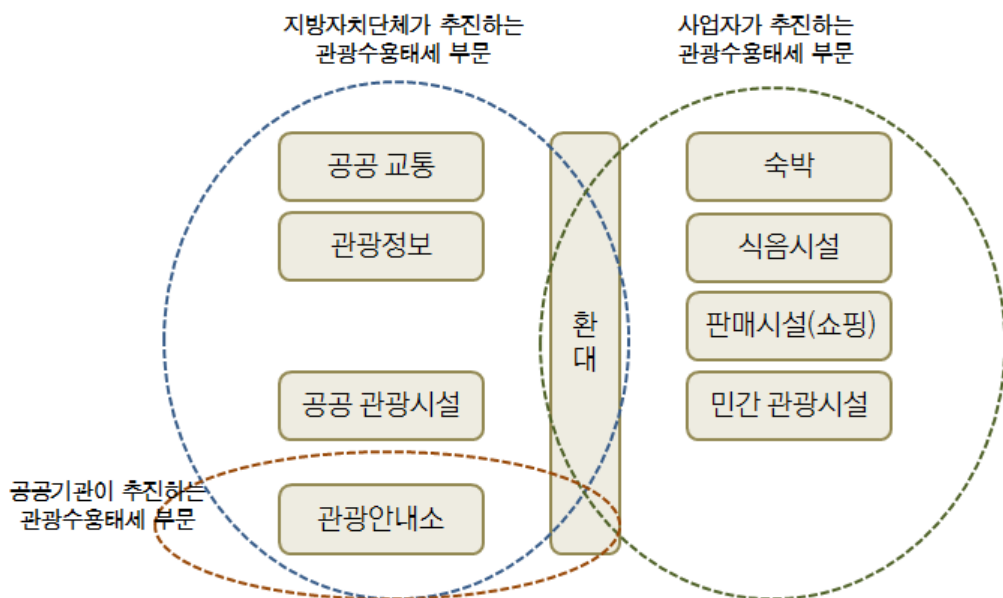 지방자치단체가 추진하는
관광수용태세 부문
사업자가 추진하는
관광수용태세 부문
공공 교통
관광정보
공공 관광시설
관광안내소
환
대
숙박
식음시설
판매시설(쇼핑)
민간 관광시설
공공기관이 추진하는
관광수용태세 부문